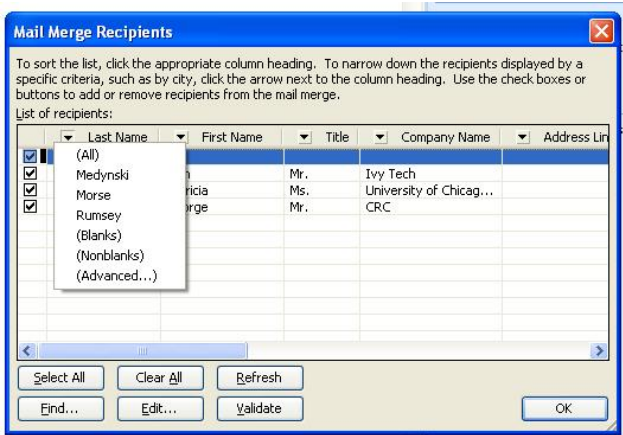 Mail Merge Recipients
To sort the list, click the appropriate column heading. To narrow down the recipients displayed by a
specific criteria, such as by city, click the arrow next to the column heading. Use the check boxes or
buttons to add or remove recipients from the mail merge.
List of recipients:
Last Name First Name Title Company Name Address Lin
(All)
Medynski Mr. Ivy Tech
Morse ricia Ms. University of Chicag...
Rumsey orge Mr. CRC
(Blanks)
(Nonblanks)
(Advanced...)
Select All Clear All Refresh
Find... Edit... Validate OK